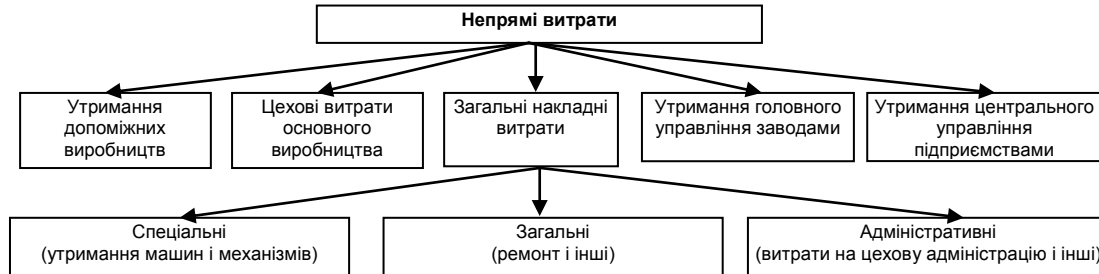 Непрямі витрати
Утримання
допоміжних
виробництв
Цехові витрати
основного
виробництва
Загальні накладні
витрати
Утримання головного
управління заводами
Утримання центрального
управління
підприємствами
Спеціальні
(утримання машин і механізмів)
Загальні
(ремонт і інші)
Адміністративні
(витрати на цехову адміністрацію і інші)